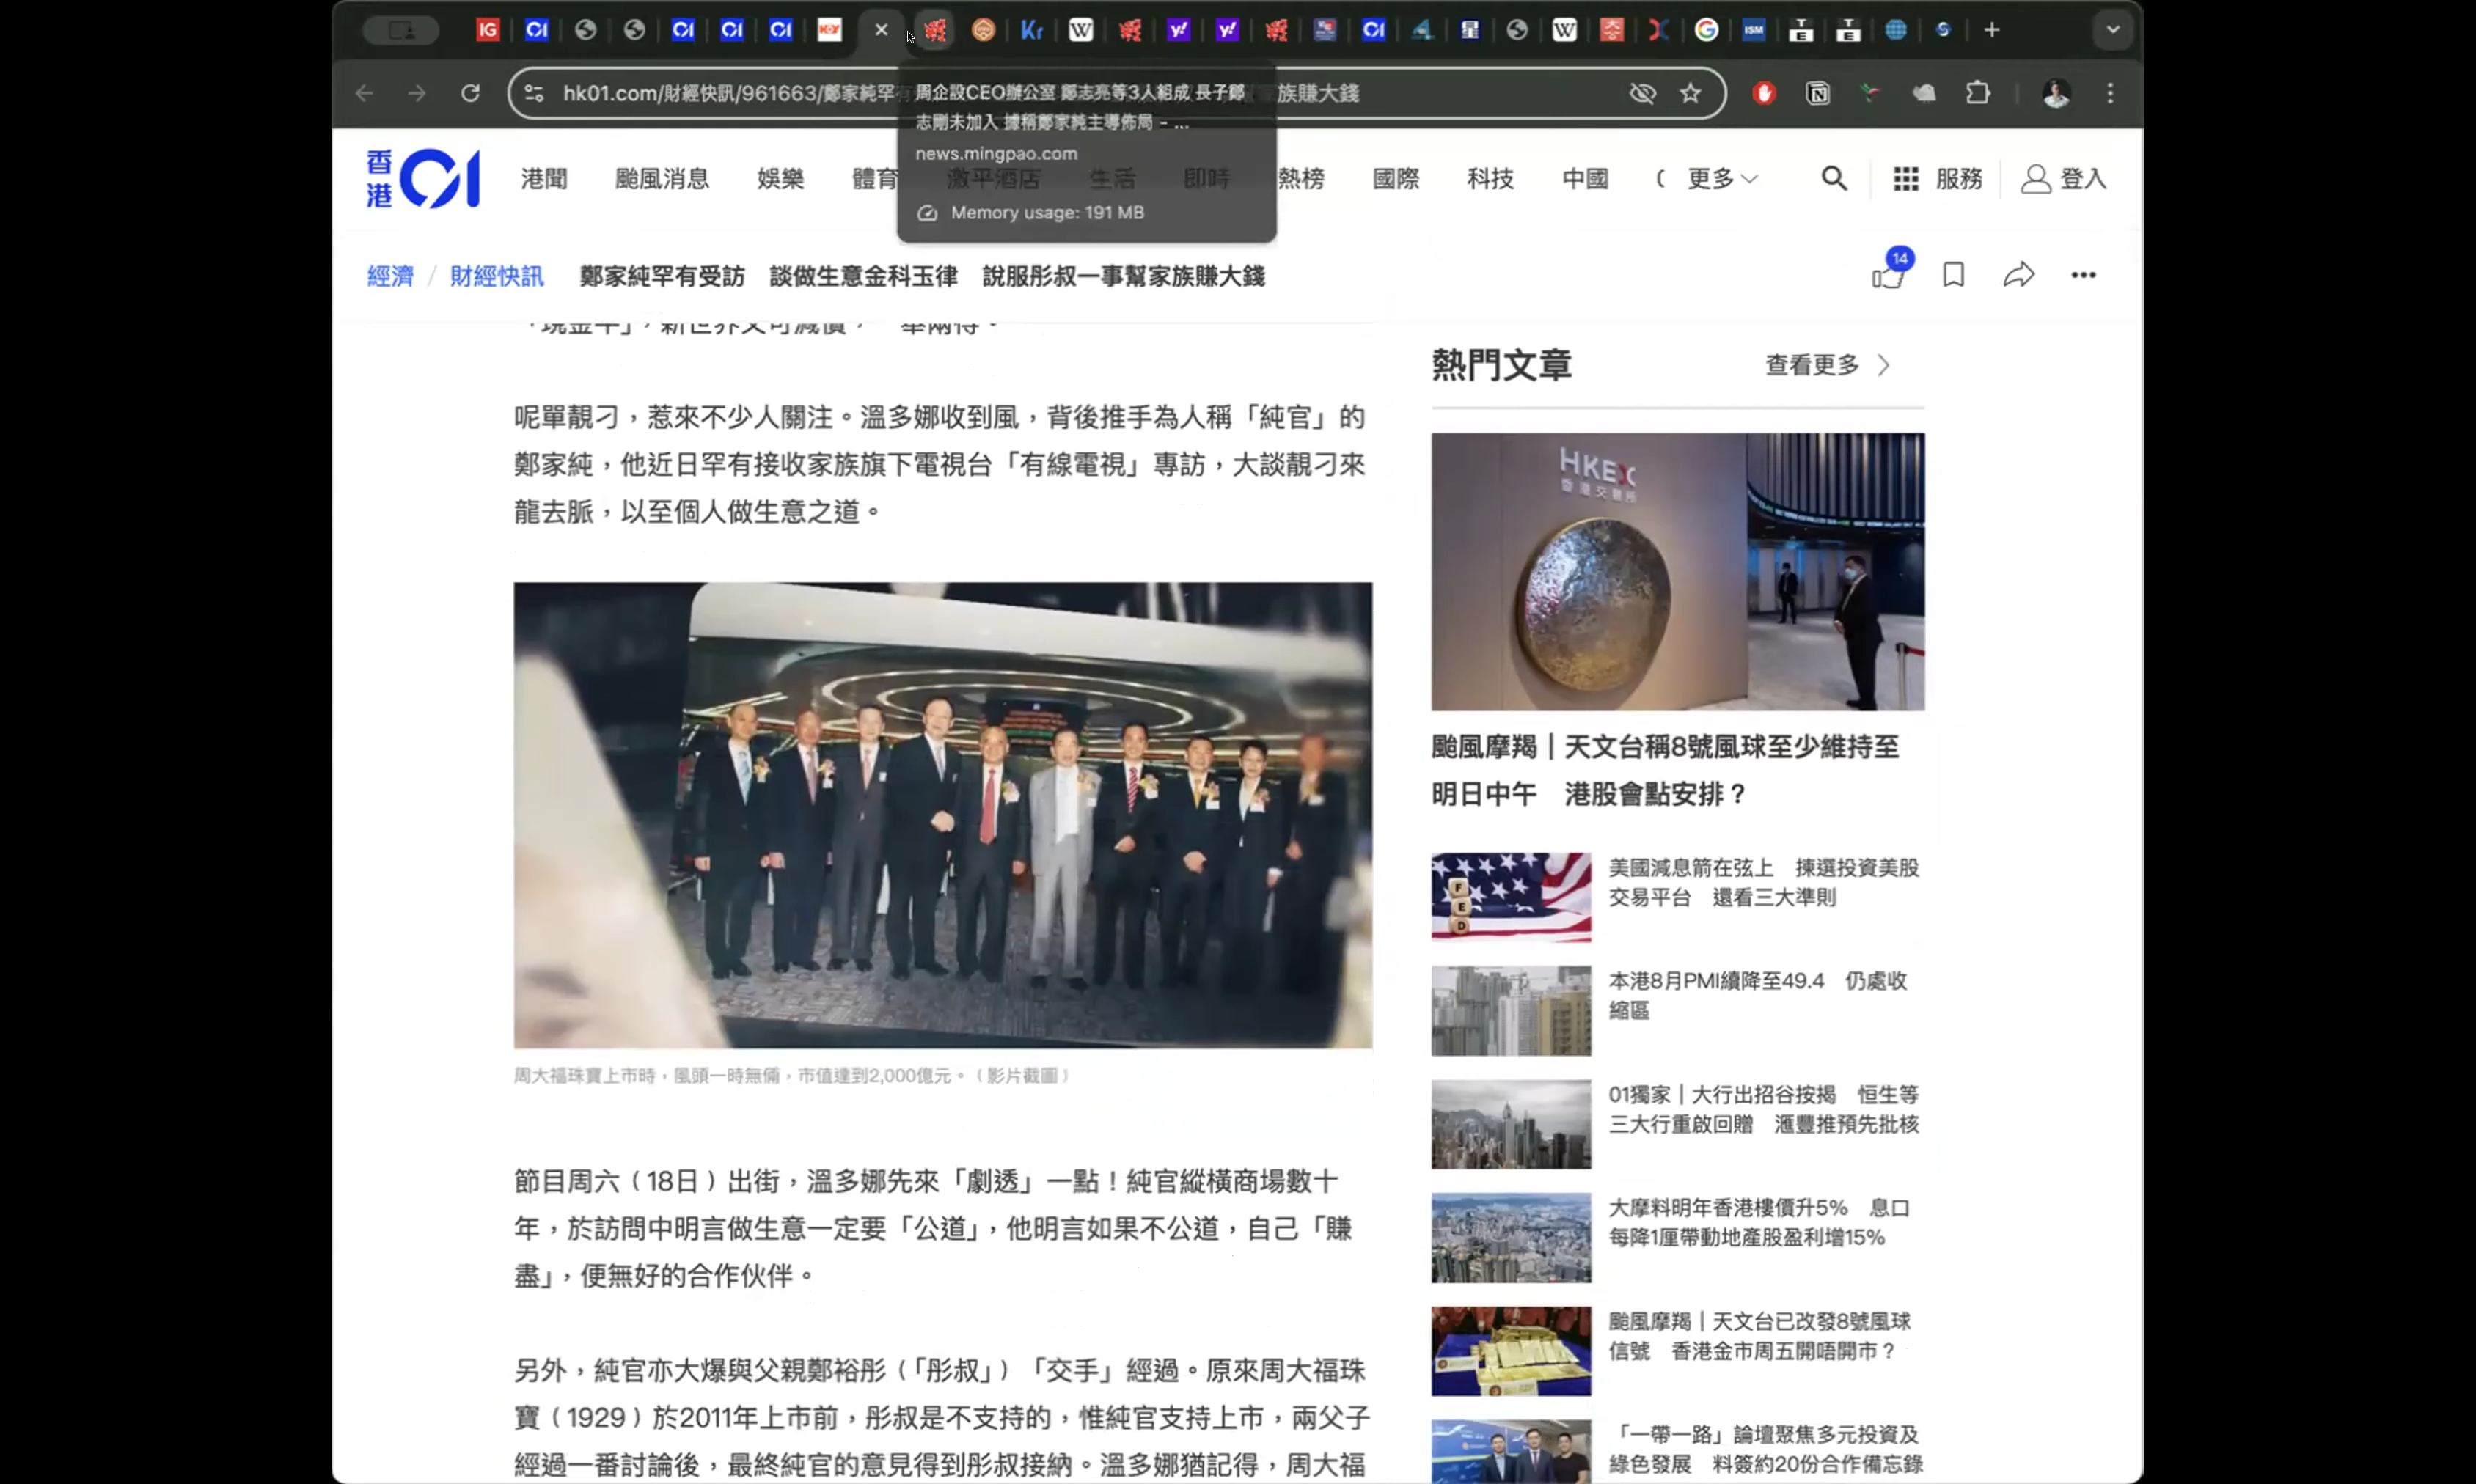 hk01.com/財經快訊/961663/鄭家純罕
族賺大錢
周企設CEO辦公室 鄭志亮等3人組成 長子鄭
志剛未加入 據稱鄭家純主導佈局 - ...
news.mingpao.com
Memory usage: 191 MB
香港01
港聞 颱風消息 娛樂 體育 激平酒店 生活 即時 熱榜 國際 科技 中國 更多 服務 登入
經濟 / 財經快訊 鄭家純罕有受訪 談做生意金科玉律 說服彤叔一事幫家族賺大錢
14
呢單靚刁，惹來不少人關注。溫多娜收到風，背後推手為人稱「純官」的
鄭家純，他近日罕有接收家族旗下電視台「有線電視」專訪，大談靚刁來
龍去脈，以至個人做生意之道。
周大福珠寶上市時，風頭一時無倆，市值達到2,000億元。（影片截圖）
節目周六（18日）出街，溫多娜先來「劇透」一點！純官縱橫商場數十
年，於訪問中明言做生意一定要「公道」，他明言如果不公道，自己「賺
盡」，便無好的合作伙伴。
另外，純官亦大爆與父親鄭裕彤（「彤叔」）「交手」經過。原來周大福珠
寶（1929）於2011年上市前，彤叔是不支持的，惟純官支持上市，兩父子
經過一番討論後，最終純官的意見得到彤叔接納。溫多娜猶記得，周大福
熱門文章 查看更多
HKEX
香港交易所
颱風摩羯｜天文台稱8號風球至少維持至
明日中午 港股會點安排？
F
E
D
美國減息箭在弦上 揀選投資美股
交易平台 還看三大準則
本港8月PMI續降至49.4 仍處收
縮區
01獨家｜大行出招谷按揭 恒生等
三大行重啟回贈 滙豐推預先批核
大摩料明年香港樓價升5% 息口
每降1厘帶動地產股盈利增15%
颱風摩羯｜天文台已改發8號風球
信號 香港金市周五開唔開市？
「一帶一路」論壇聚焦多元投資及
綠色發展 料簽約20份合作備忘錄